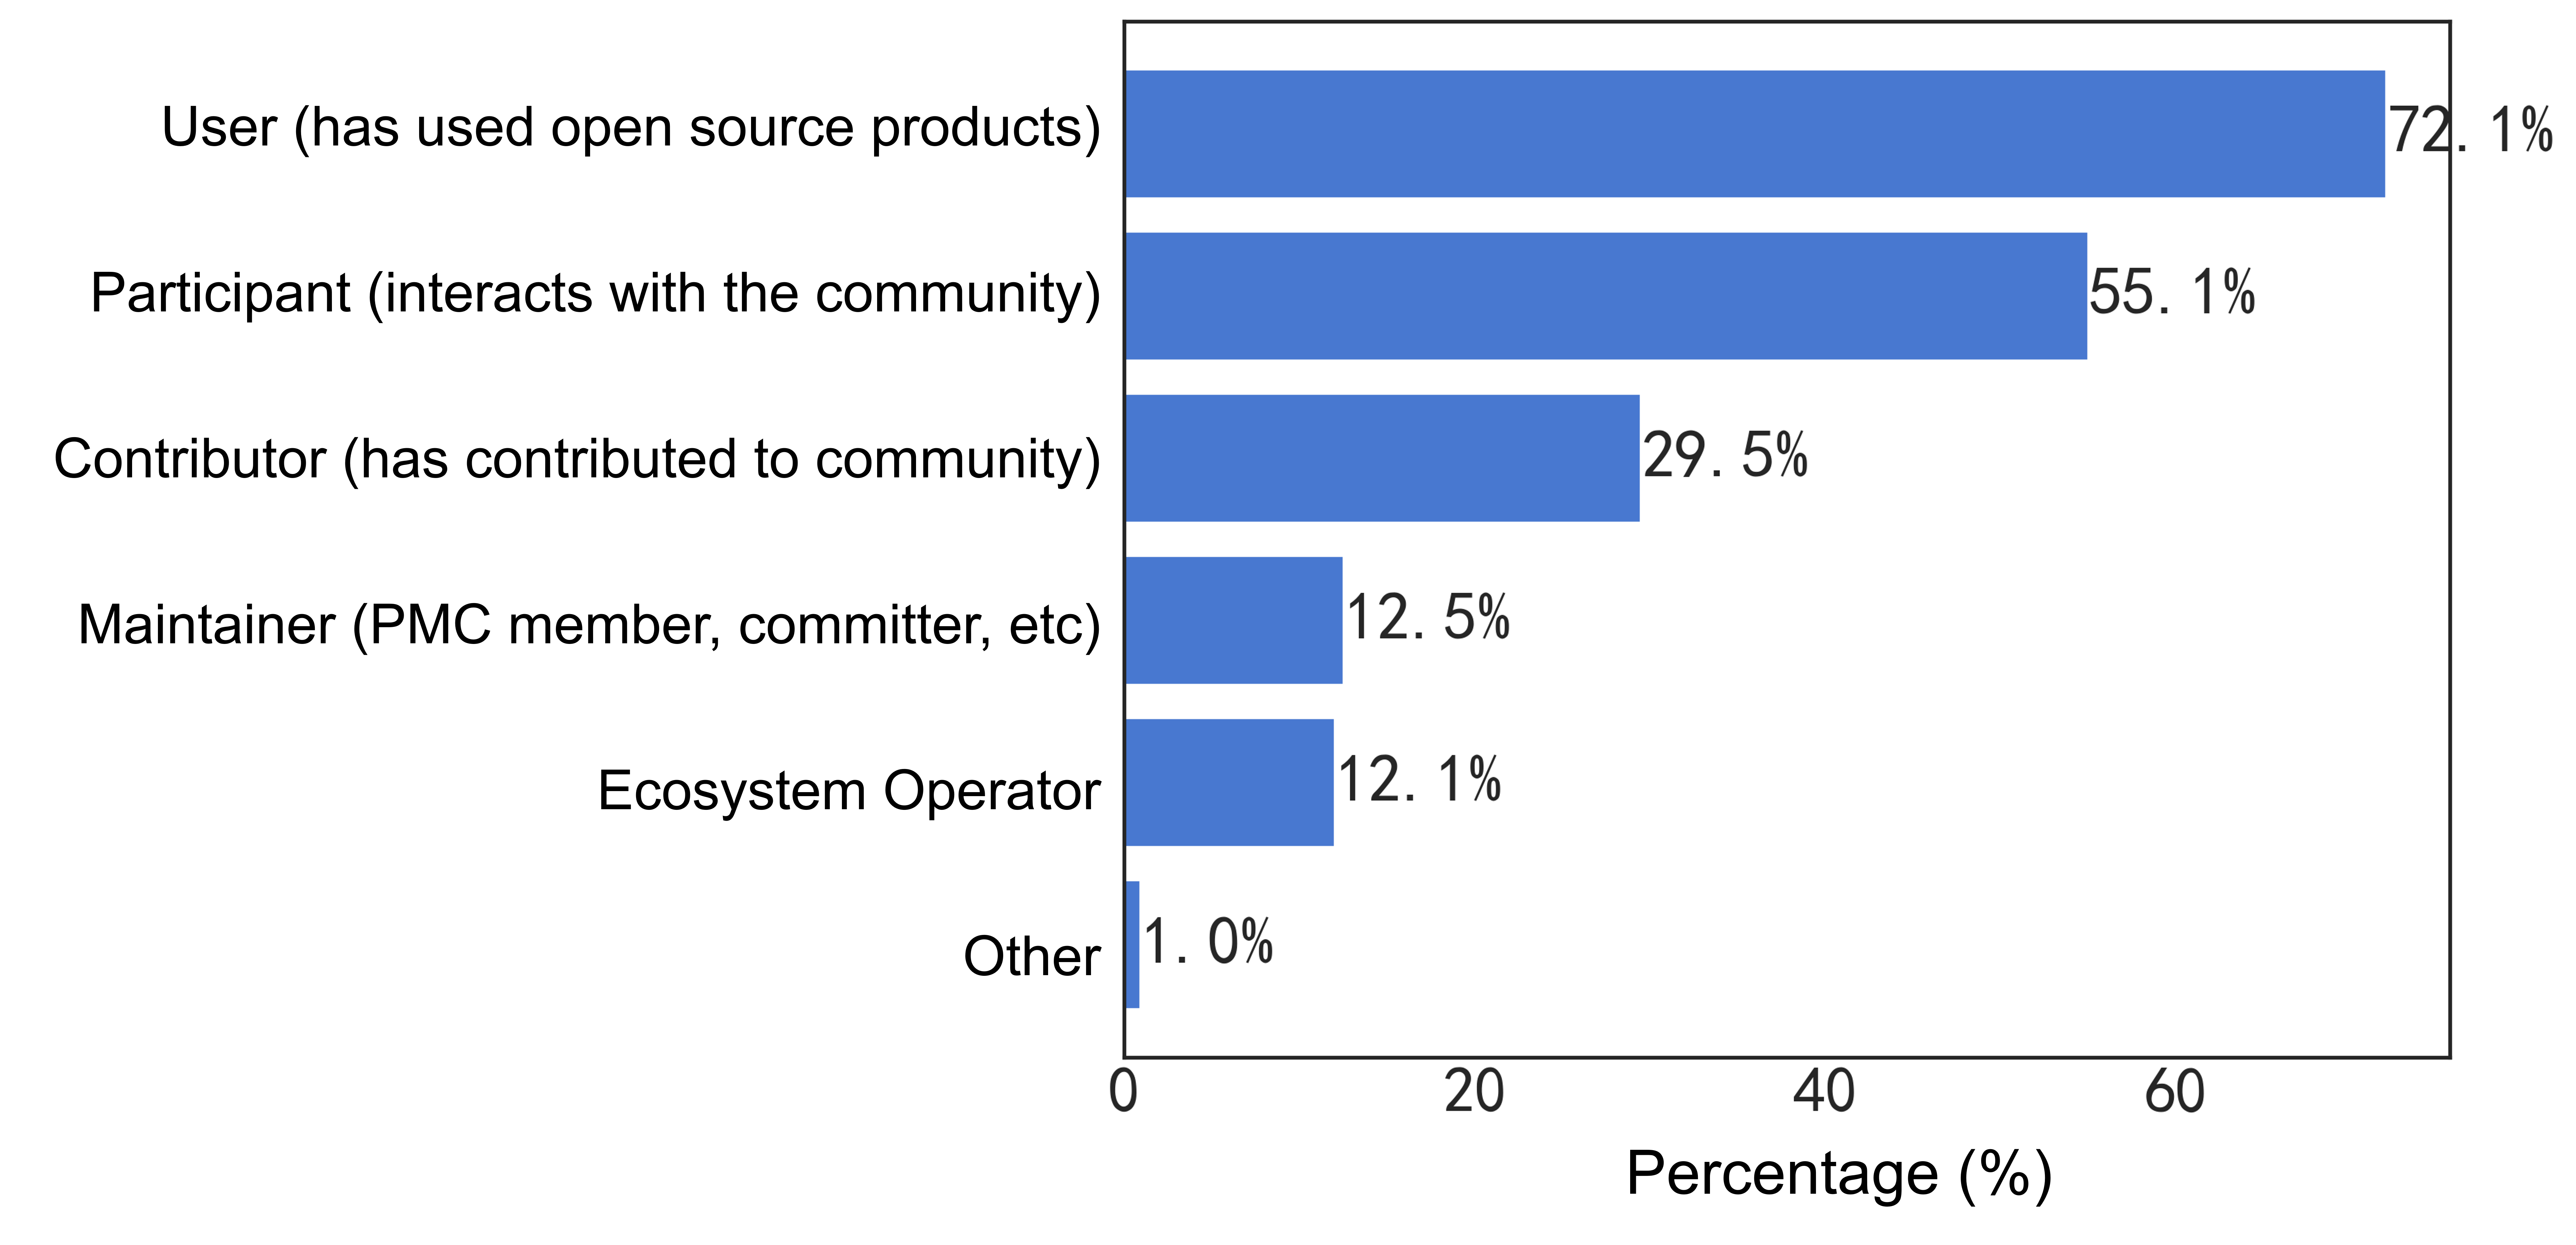 User (has used open source products) 72.1%
Participant (interacts with the community) 55.1%
Contributor (has contributed to community) 29.5%
Maintainer (PMC member, committer, etc) 12.5%
Ecosystem Operator 12.1%
Other 1.0%
0 20 40 60
Percentage (%)